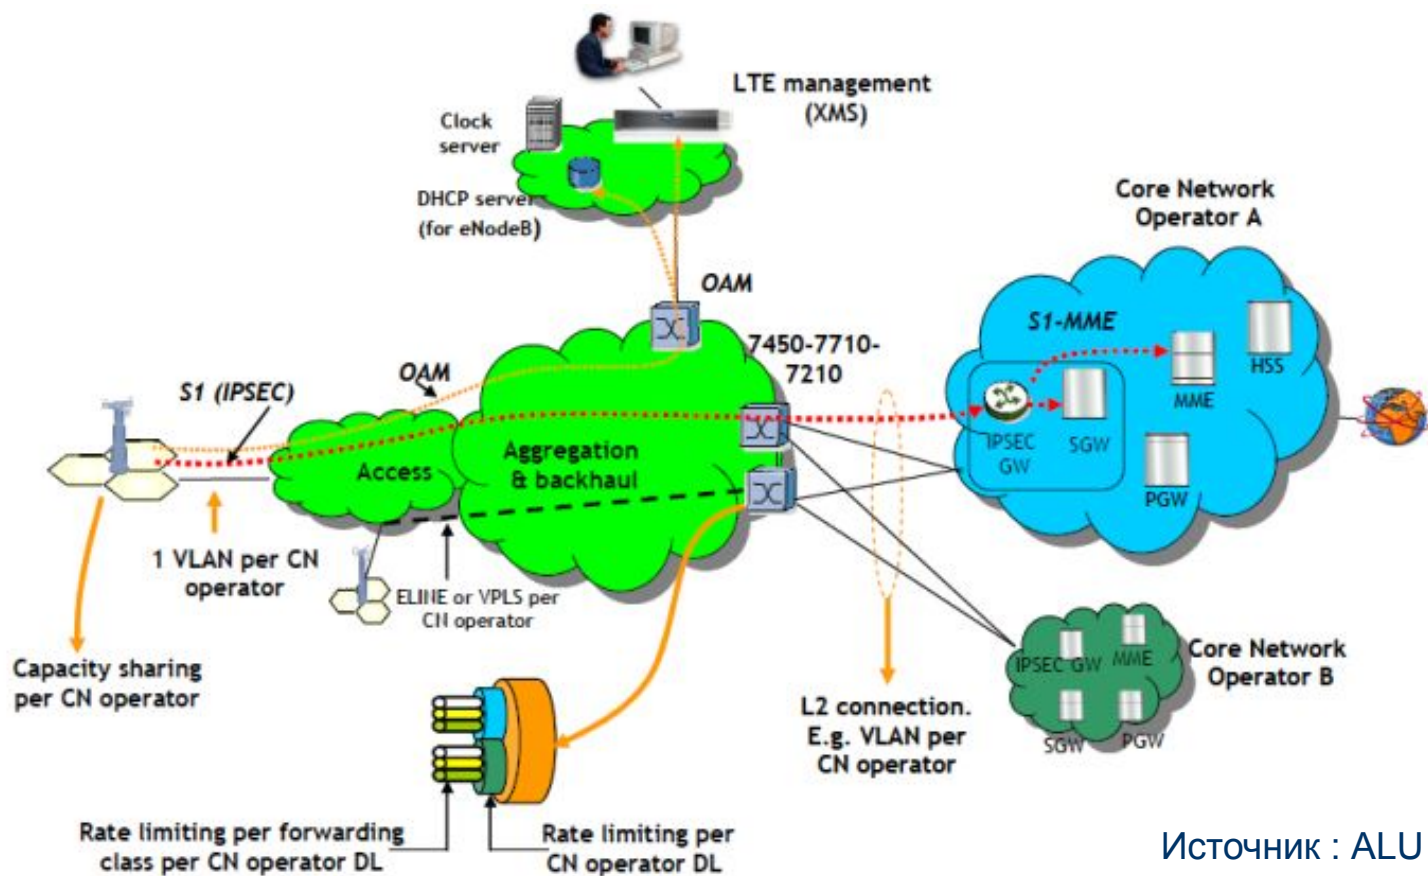 LTE management
(XMS)
Clock
server
DHCP server
(for eNodeB)
Core Network
Operator A
OAM
S1-MME
7450-7710-
7210
HSS
OAM
S1 (IPSEC)
MME
IPSEC
GW
SGW
Access
Aggregation
& backhaul
PGW
1 VLAN per CN
operator
ELINE or VPLS per
CN operator
Capacity sharing
per CN operator
IPSEC GW
MME
Core Network
Operator B
SGW
PGW
L2 connection.
E.g. VLAN per
CN operator
Rate limiting per forwarding
class per CN operator DL
Rate limiting per
CN operator DL
Источник : ALU